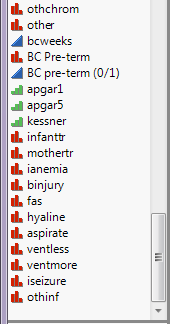 othchrom
other
bcweeks
BC Pre-term
BC pre-term (0/1)
apgar1
apgar5
kessner
infanttr
mothertr
ianemia
binjury
fas
hyaline
aspirate
ventless
ventmore
iseizure
othinf